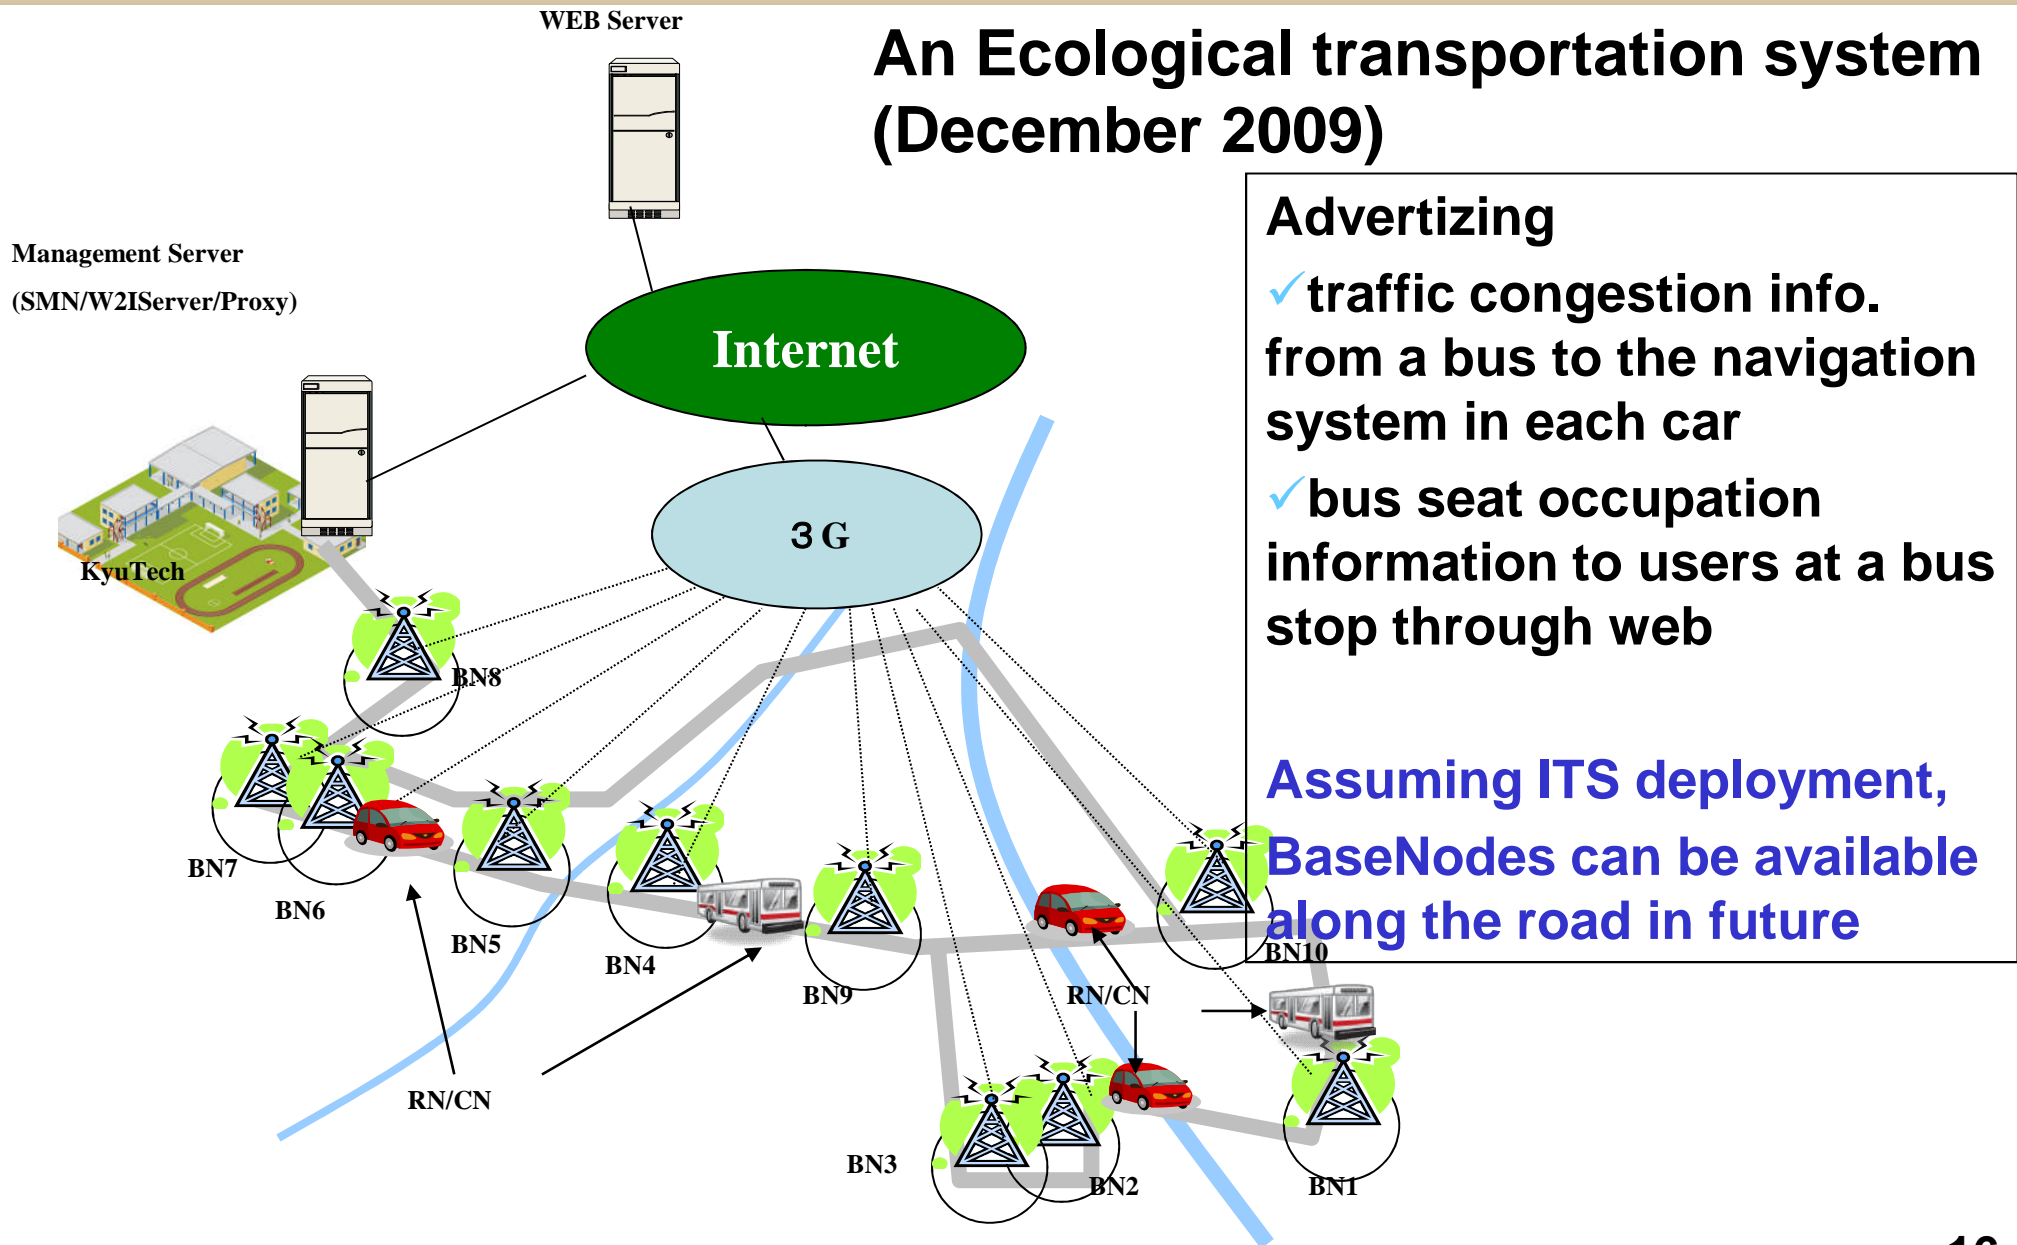 WEB Server
An Ecological transportation system
(December 2009)
Management Server
(SMN/W2IServer/Proxy)
Internet
３G
KyuTech
Advertizing
✓traffic congestion info.
from a bus to the navigation
system in each car
✓bus seat occupation
information to users at a bus
stop through web
Assuming ITS deployment,
BaseNodes can be available
along the road in future
BN8
BN7
BN6
BN5
BN4
BN9
BN10
RN/CN
RN/CN
BN3
BN2
BN1